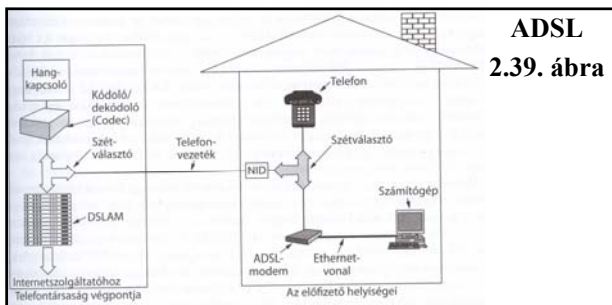 ADSL
2.39. ábra
Hang-
kapcsoló
Kódoló/
dekódoló
(Codec)
Szét-
választó
DSLAM
Internetszolgáltatóhoz
Telefontársaság végpontja
Telefon-
vezeték
NID
Telefon
Szétválasztó
Számítógép
ADSL-
modem
Ethernet-
vonal
Az előfizető helyiségei